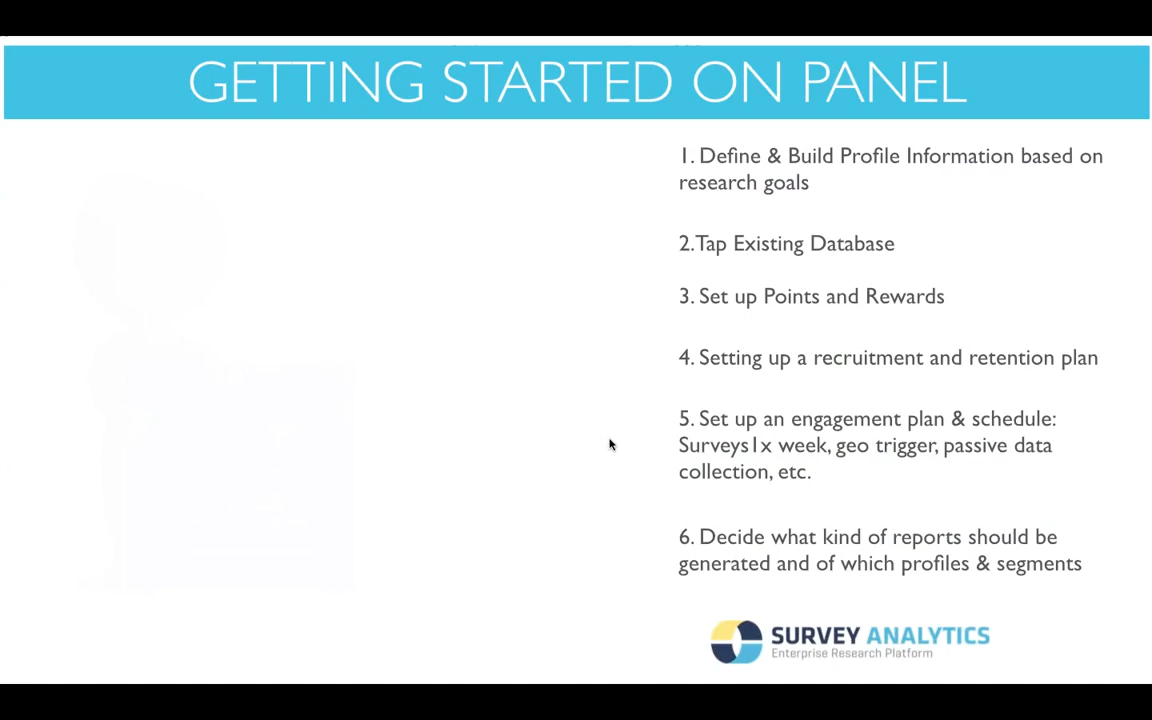 GETTING STARTED ON PANEL
1. Define & Build Profile Information based on
research goals
2.Tap Existing Database
3. Set up Points and Rewards
4. Setting up a recruitment and retention plan
5. Set up an engagement plan & schedule:
Surveys1x week, geo trigger, passive data
collection, etc.
6. Decide what kind of reports should be
generated and of which profiles & segments
SURVEY ANALYTICS
Enterprise Research Platform